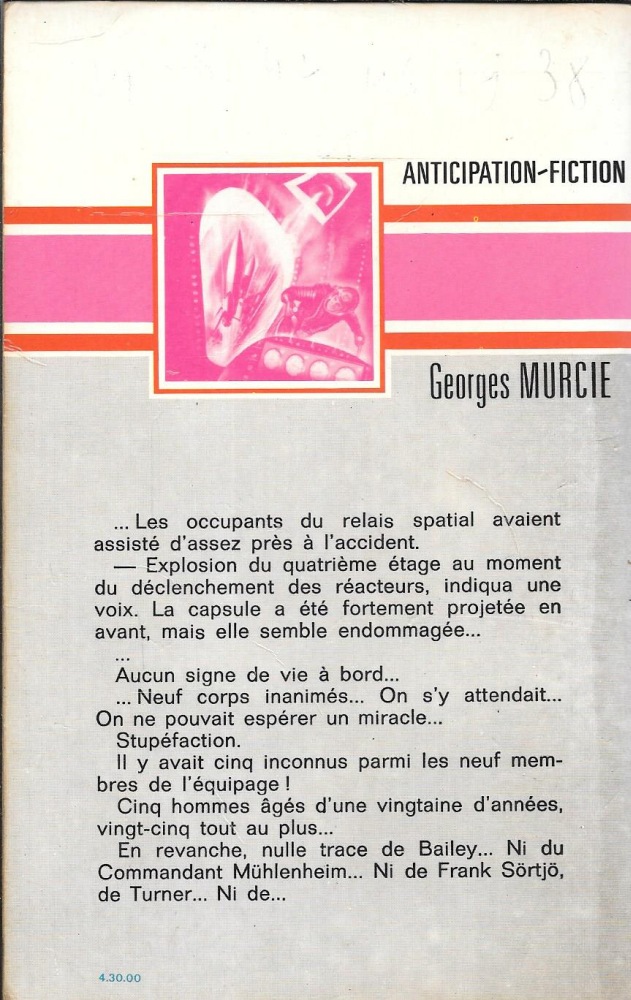 38
ANTICIPATION-FICTION
Georges MURCIE
... Les occupants du relais spatial avaient
assisté d'assez près à l'accident.
— Explosion du quatrième étage au moment
du déclenchement des réacteurs, indiqua une
voix. La capsule a été fortement projetée en
avant, mais elle semble endommagée...
...
Aucun signe de vie à bord...
... Neuf corps inanimés... On s'y attendait...
On ne pouvait espérer un miracle...
Stupéfaction.
Il y avait cinq inconnus parmi les neuf mem-
bres de l'équipage !
Cinq hommes âgés d'une vingtaine d'années,
vingt-cinq tout au plus...
En revanche, nulle trace de Bailey... Ni du
Commandant Mühlenheim... Ni de Frank Sörtjö,
de Turner... Ni de...
4.30.00